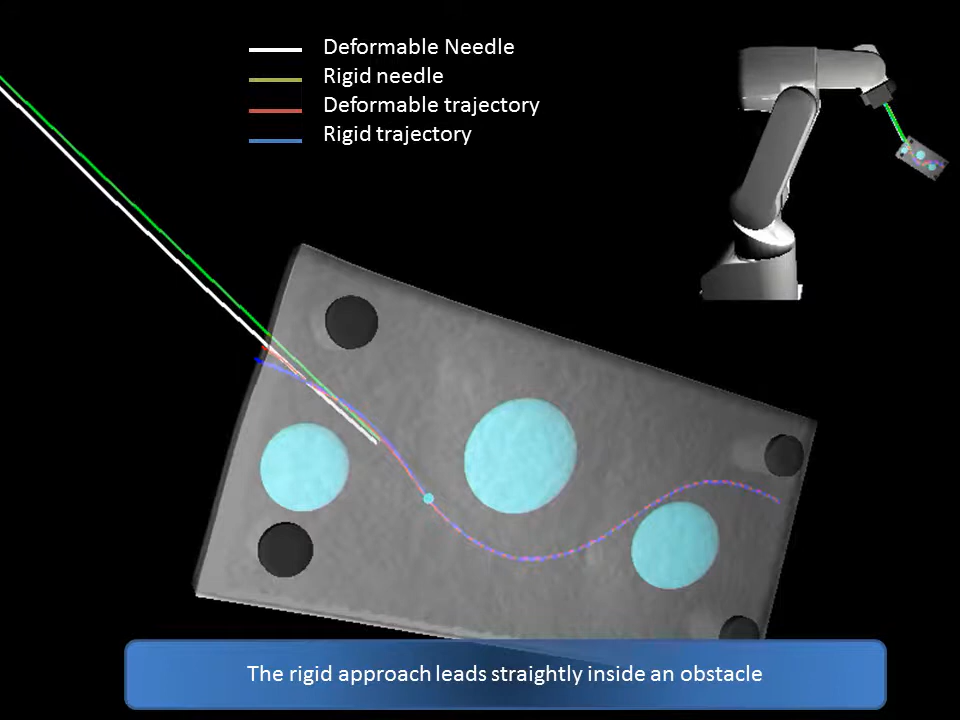 Deformable Needle
Rigid needle
Deformable trajectory
Rigid trajectory
The rigid approach leads straightly inside an obstacle